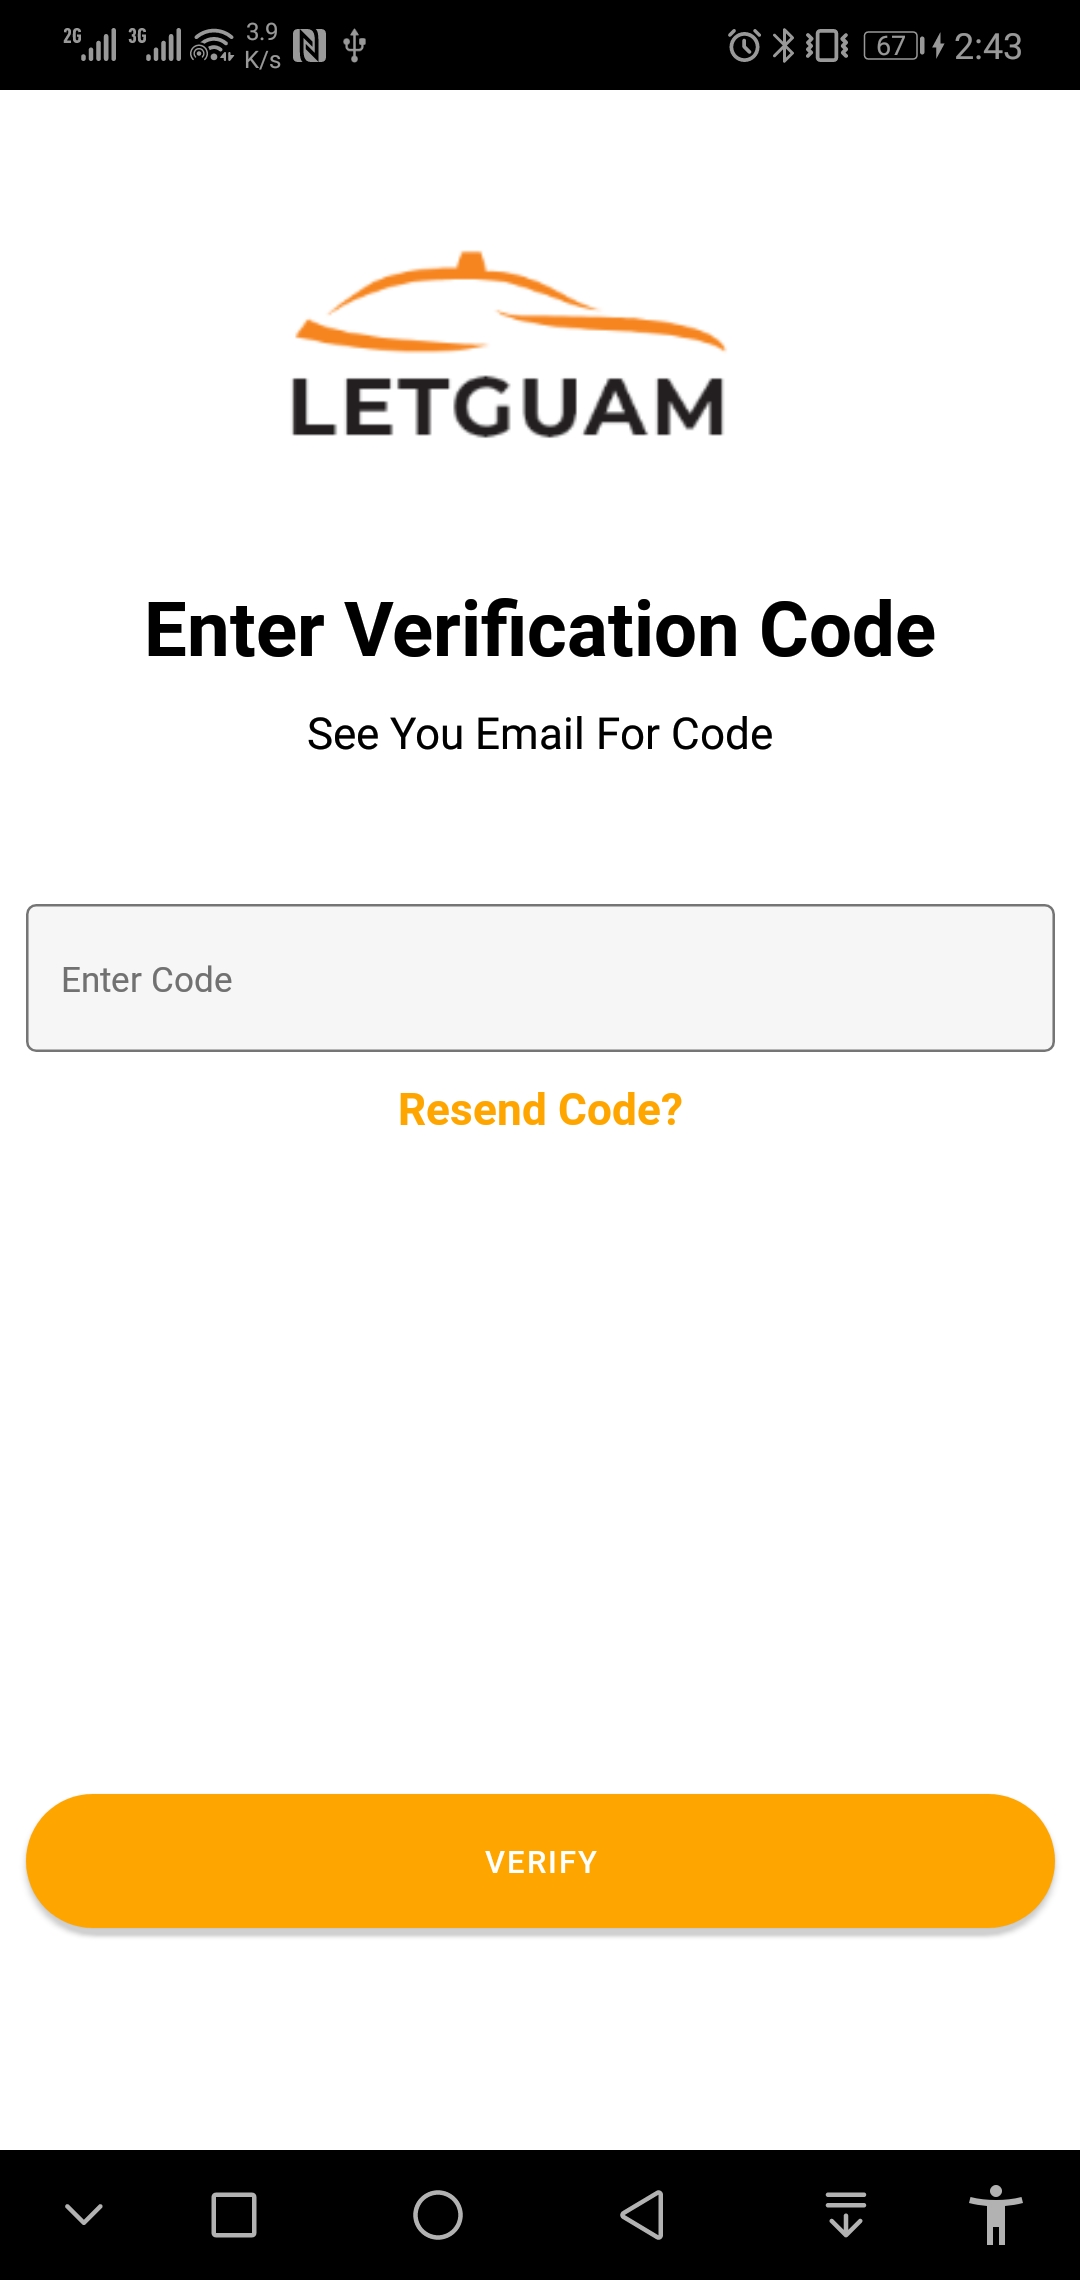 2G 3G 3.9 K/s 67 2:43
LETGUAM
Enter Verification Code
See You Email For Code
Enter Code
Resend Code?
VERIFY